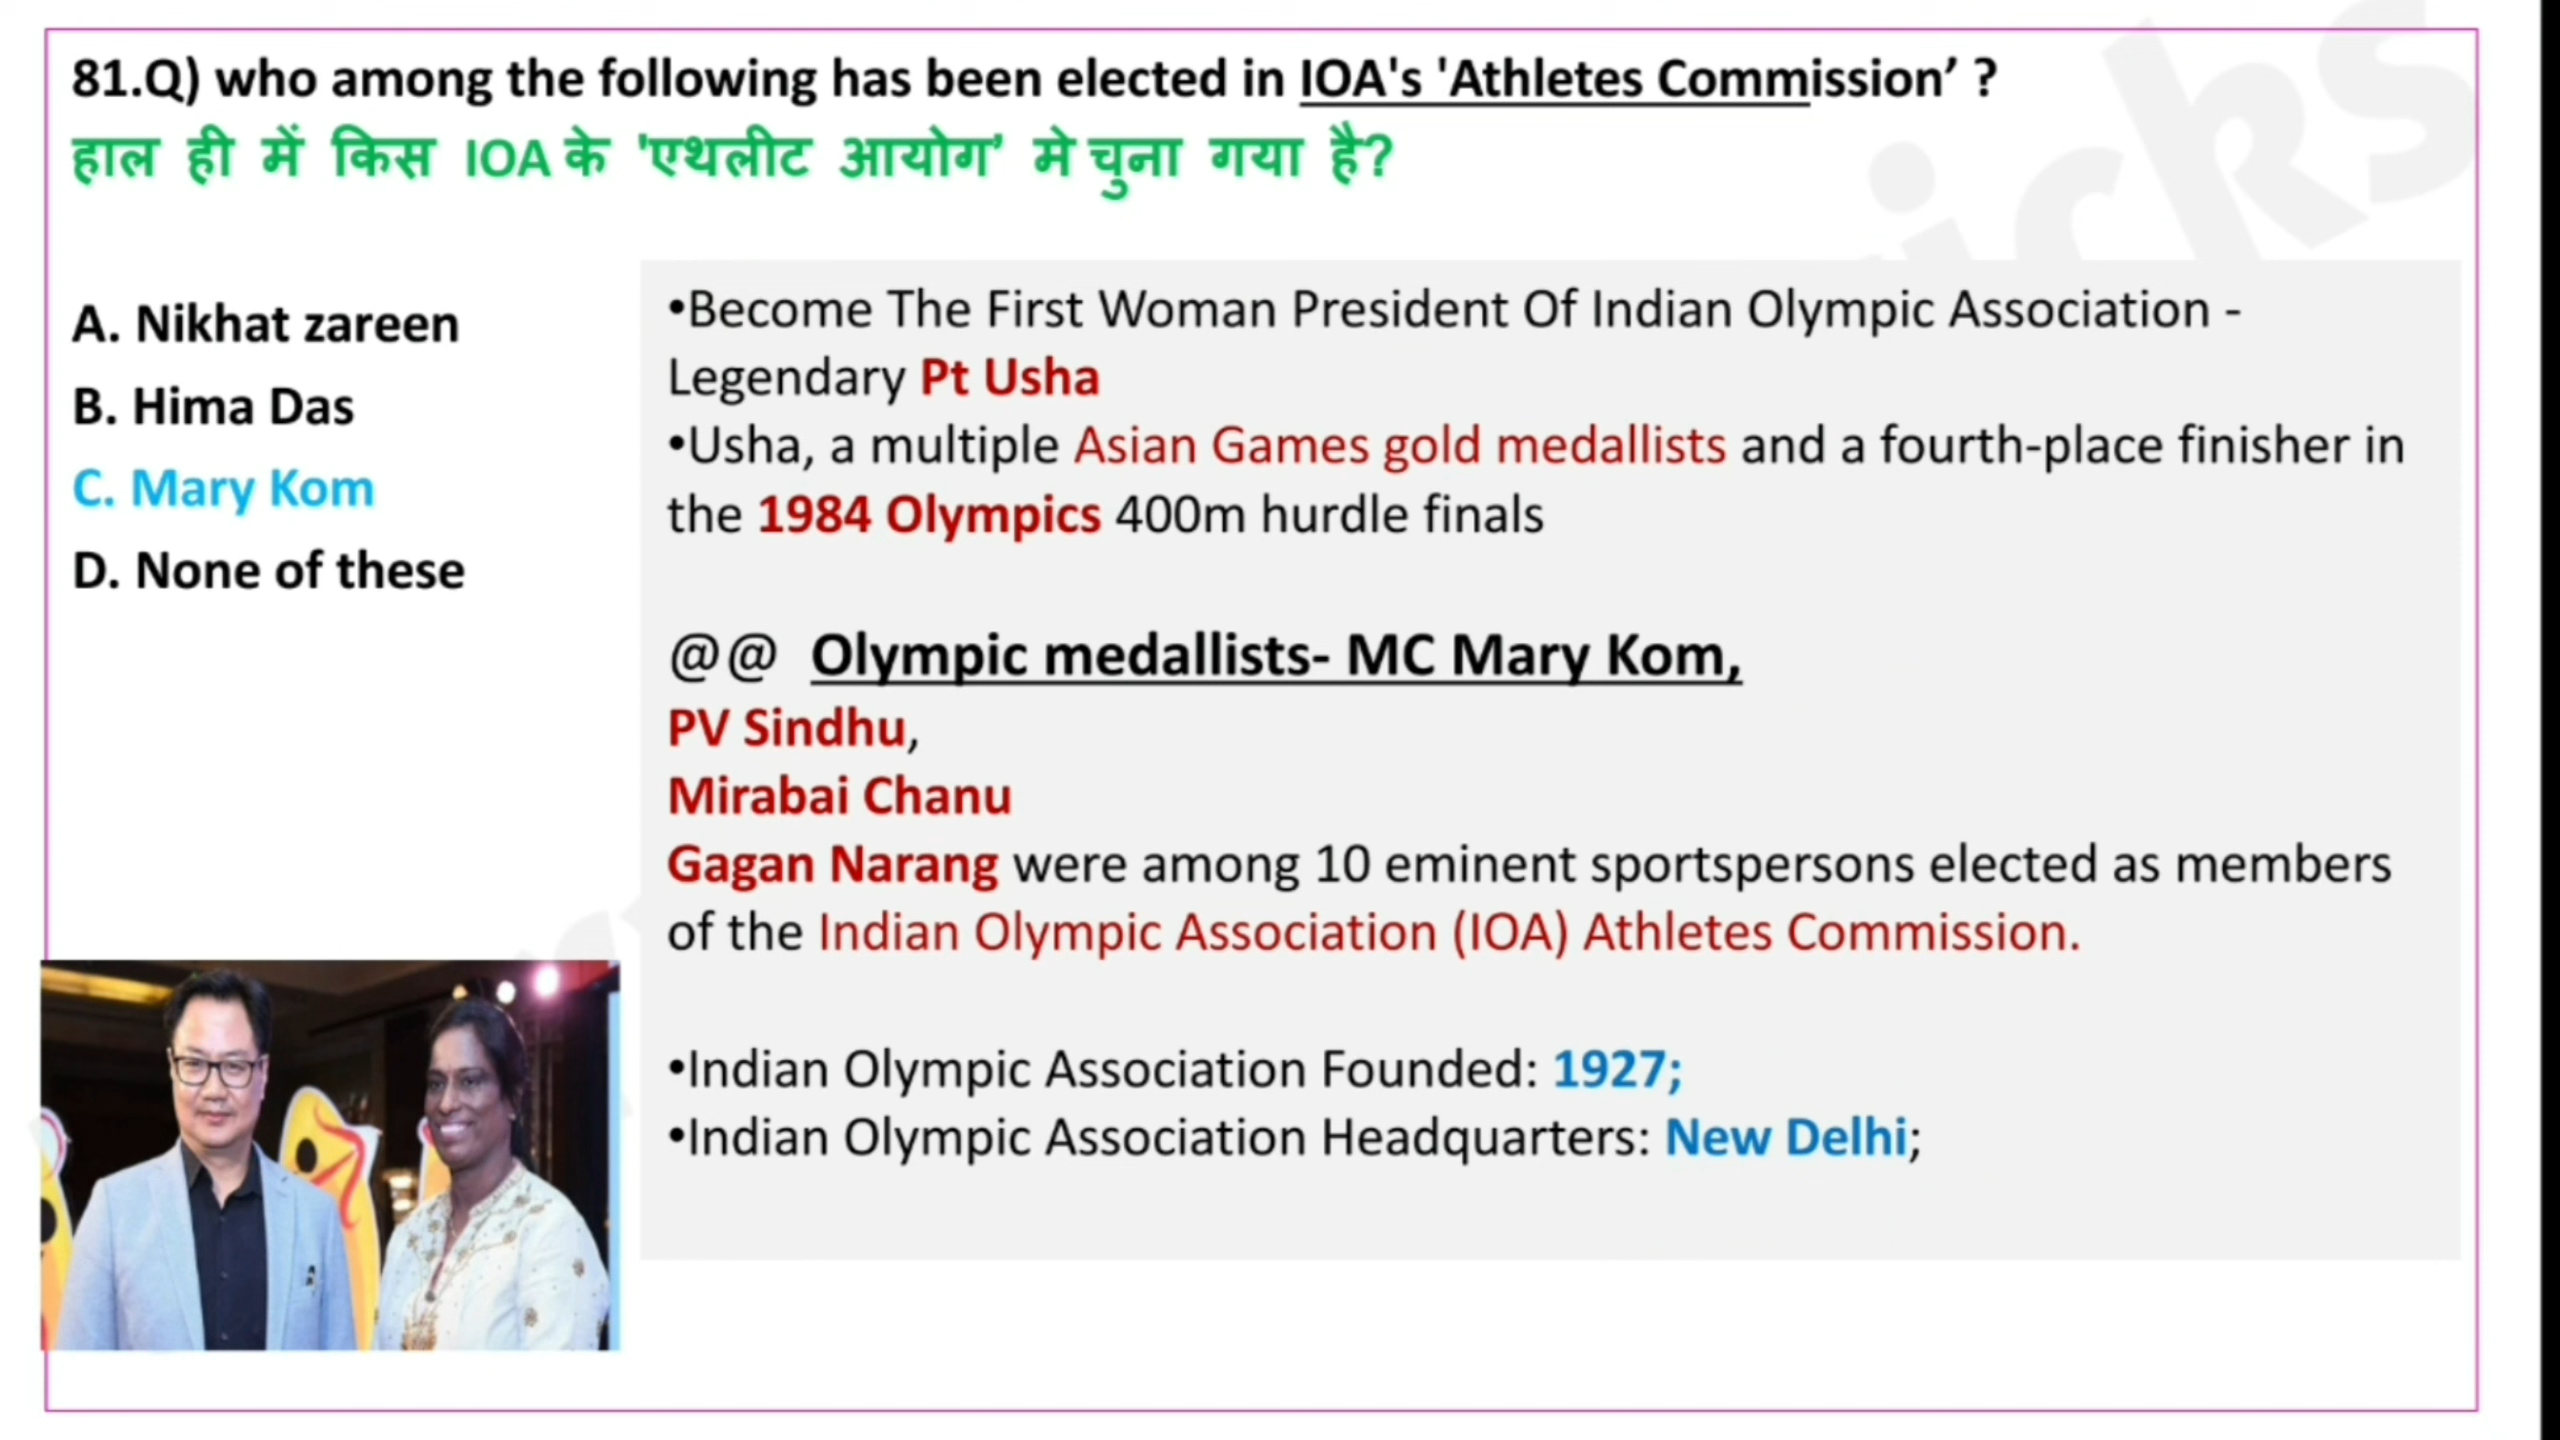 81.Q) who among the following has been elected in IOA's 'Athletes Commission’ ?
हाल ही में किस IOA के 'एथलीट आयोग’ मे चुना गया है?
A. Nikhat zareen
B. Hima Das
C. Mary Kom
D. None of these
•Become The First Woman President Of Indian Olympic Association -
Legendary Pt Usha
•Usha, a multiple Asian Games gold medallists and a fourth-place finisher in
the 1984 Olympics 400m hurdle finals
@@ Olympic medallists- MC Mary Kom,
PV Sindhu,
Mirabai Chanu
Gagan Narang were among 10 eminent sportspersons elected as members
of the Indian Olympic Association (IOA) Athletes Commission.
•Indian Olympic Association Founded: 1927;
•Indian Olympic Association Headquarters: New Delhi;